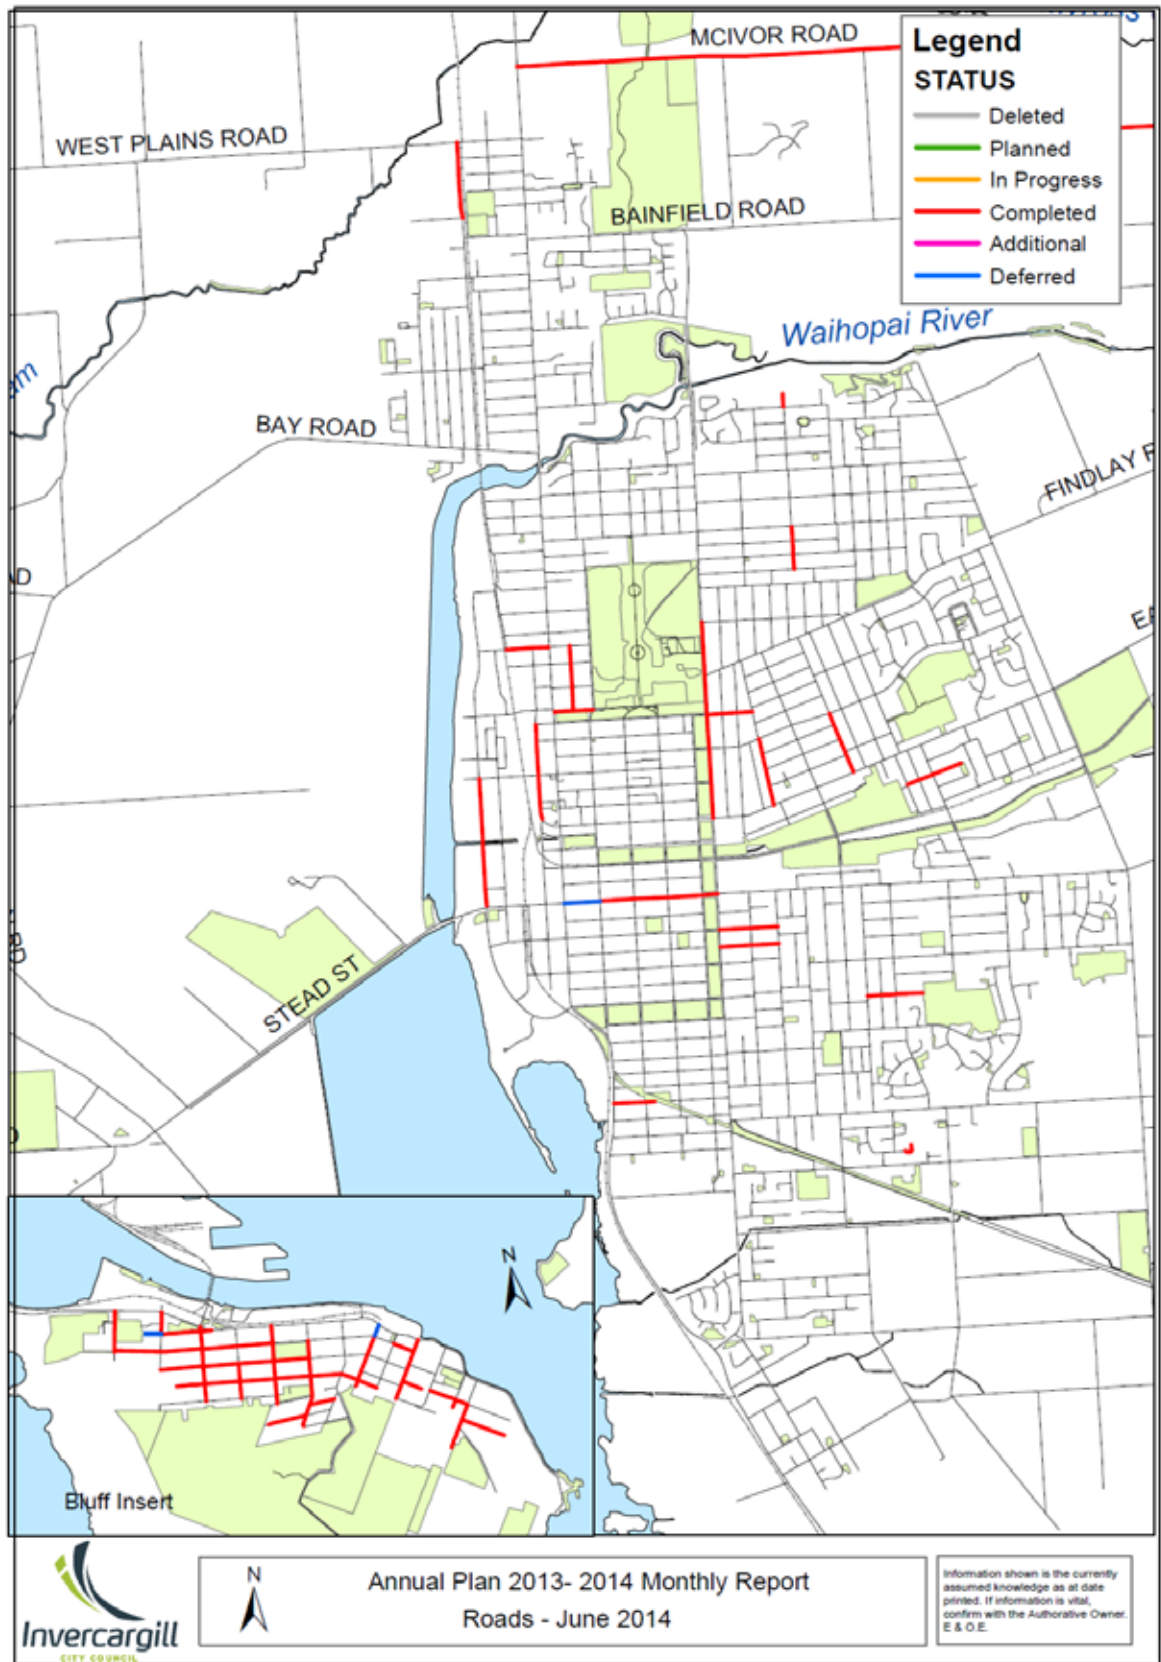 MCIVOR ROAD
Legend
STATUS
Deleted
Planned
In Progress
Completed
Additional
Deferred
WEST PLAINS ROAD
BAINFIELD ROAD
Waihopai River
BAY ROAD
FINDLAY
STEAD ST
N
Bluff Insert
Invercargill
CITY COUNCIL
N
Annual Plan 2013- 2014 Monthly Report
Roads - June 2014
Information shown is the currently
assumed knowledge as at date
printed. If information is vital,
confirm with the Authorative Owner.
E & O.E.